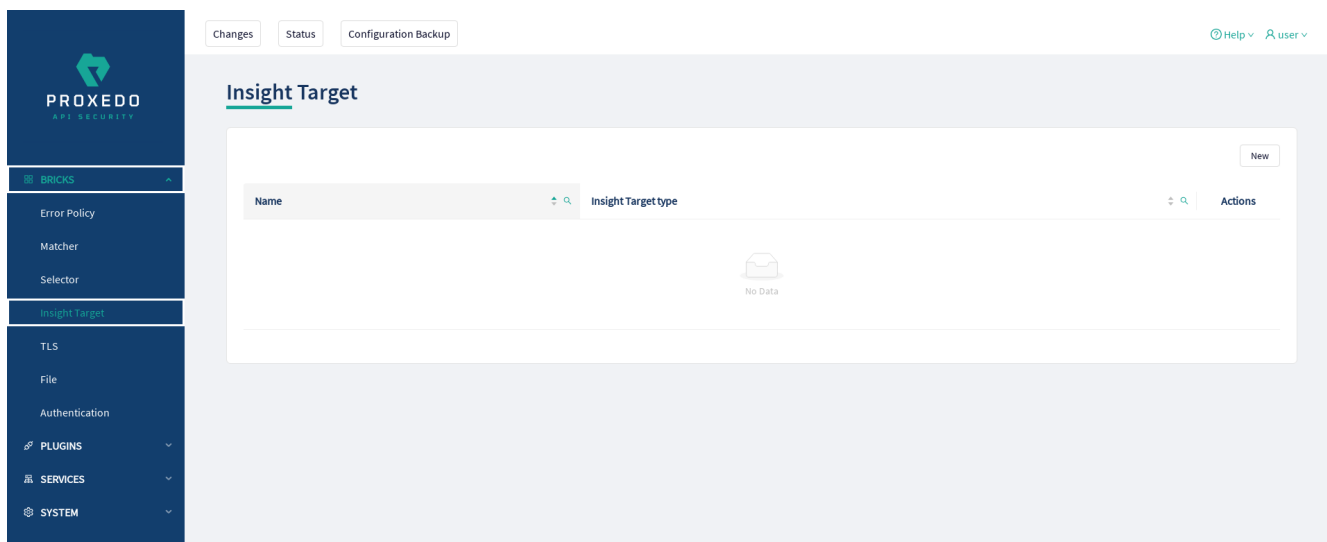 Changes Status Configuration Backup Help user
PROXEDO
API SECURITY
Insight Target
New
BRICKS
Name Insight Target type Actions
Error Policy
Matcher
Selector
No Data
Insight Target
TLS
File
Authentication
PLUGINS
SERVICES
SYSTEM